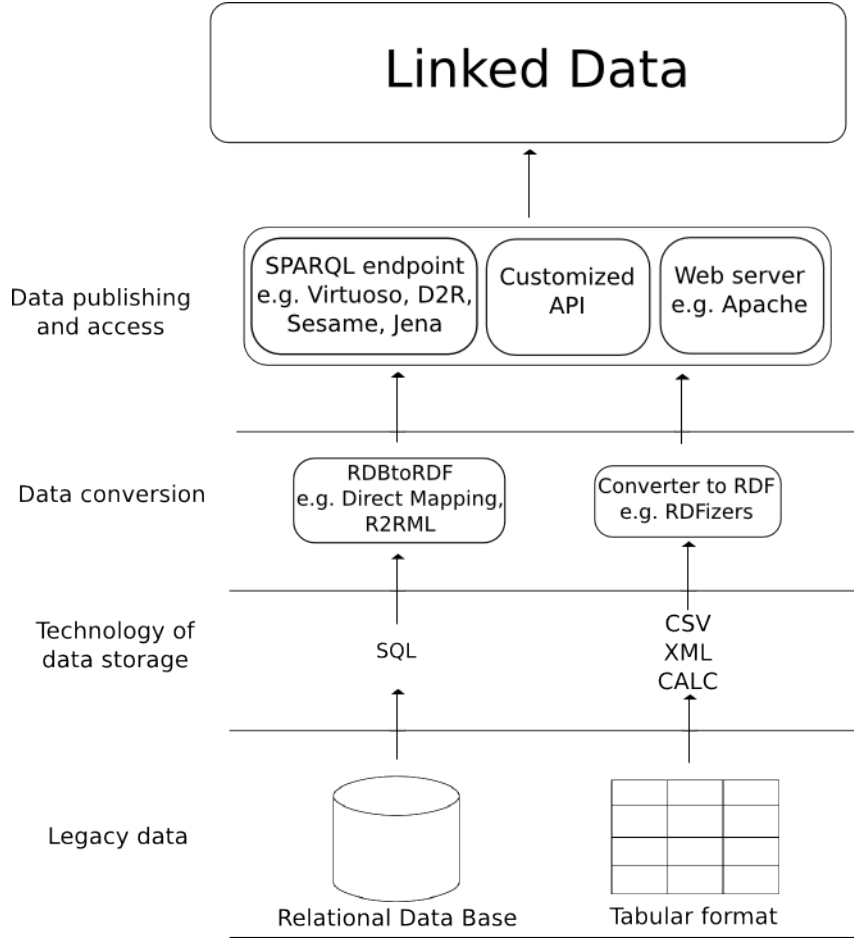 Linked Data
Data publishing
and access
SPARQL endpoint
e.g. Virtuoso, D2R,
Sesame, Jena
Customized
API
Web server
e.g. Apache
Data conversion
RDBtoRDF
e.g. Direct Mapping,
R2RML
Converter to RDF
e.g. RDFizers
Technology of
data storage
SQL
CSV
XML
CALC
Legacy data
Relational Data Base
Tabular format